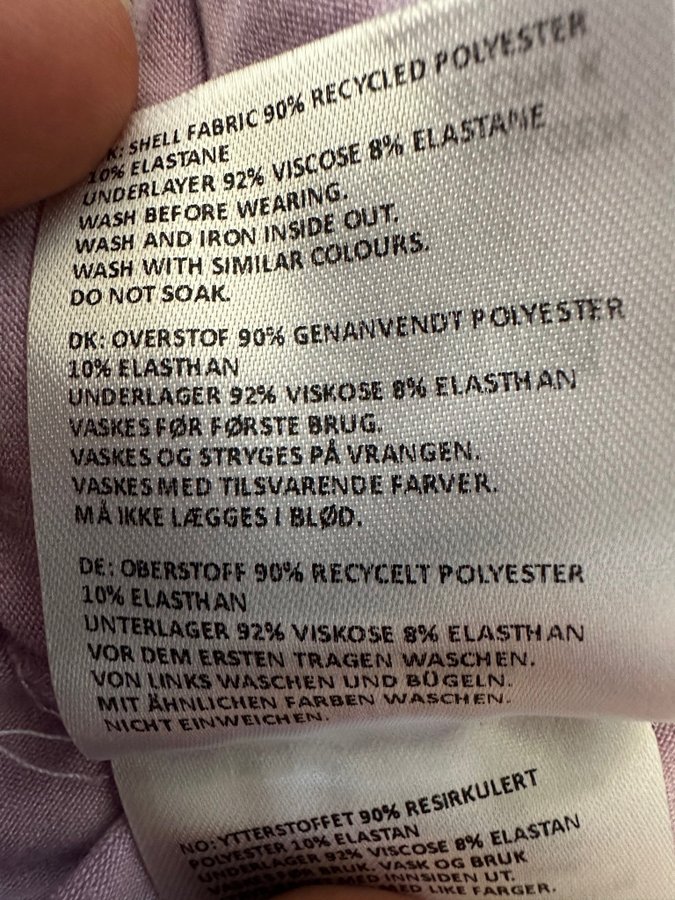 K: SHELL FABRIC 90% RECYCLED POLYESTER
10% ELASTANE
UNDERLAYER 92% VISCOSE 8% ELASTANE
WASH BEFORE WEARING.
WASH AND IRON INSIDE OUT.
WASH WITH SIMILAR COLOURS.
DO NOT SOAK.
DK: OVERSTOF 90% GENANVENDT POLYESTER
10% ELASTHAN
UNDERLAGER 92% VISKOSE 8% ELASTHAN
VASKES FØR FØRSTE BRUG.
VASKES OG STRYGES PÅ VRANGEN.
VASKES MED TILSVARENDE FARVER.
MÅ IKKE LÆGGES I BLØD.
DE: OBERSTOFF 90% RECYCELT POLYESTER
10% ELASTHAN
UNTERLAGER 92% VISKOSE 8% ELASTHAN
VOR DEM ERSTEN TRAGEN WASCHEN.
VON LINKS WASCHEN UND BÜGELN.
MIT ÄHNLICHEN FARBEN WASCHEN.
NICHT EINWEICHEN.
NO: YTTERSTOFFET 90% RESIRKULERT
POLYESTER 10% ELASTAN
UNDERLAGER 92% VISCOSE 8% ELASTAN
BRUK. VASK OG BRUK
MED INNSIDEN UT.
MED LIKE FARGER.